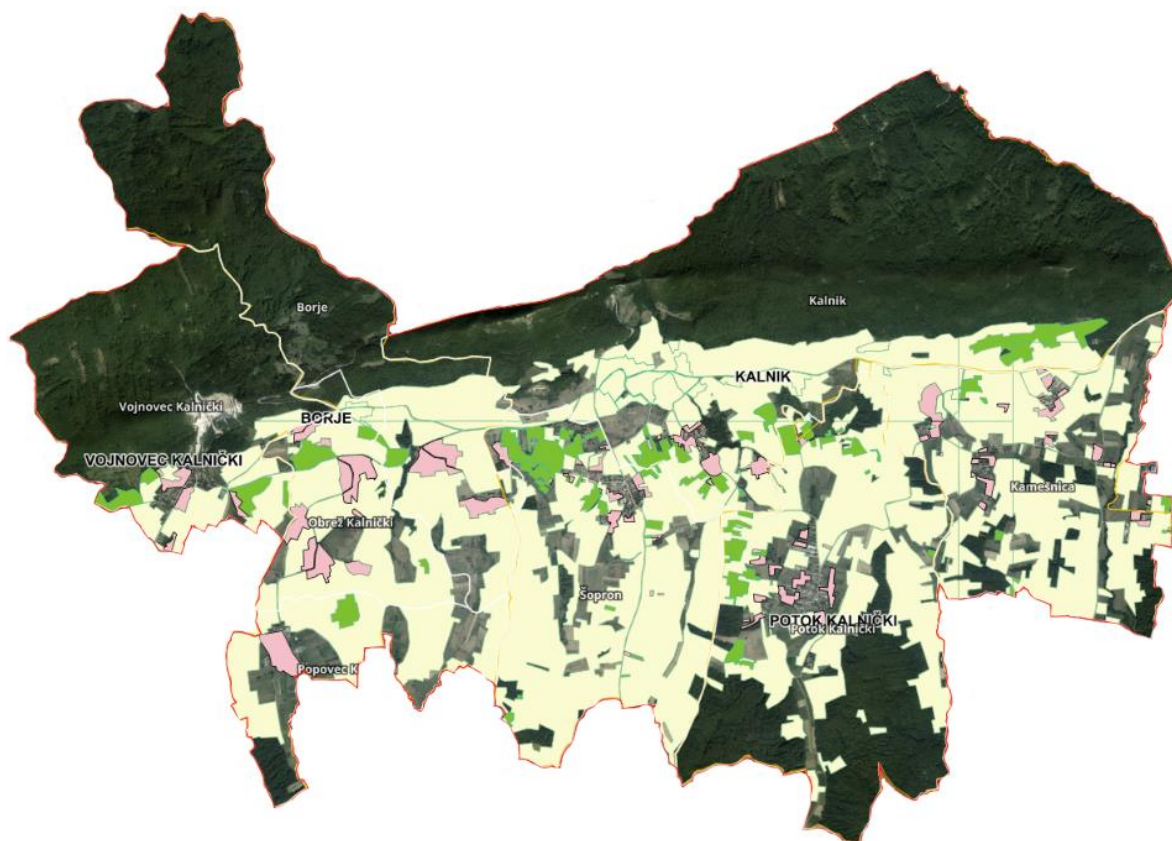 Borje
Kalnik
KALNIK
Vojnovec Kalnički
BORJE
VOJNOVEC KALNIČKI
Kamešnica
Obrež Kalnički
Šopron
POTOK KALNIČKI
Potok Kalnički
Popovec K